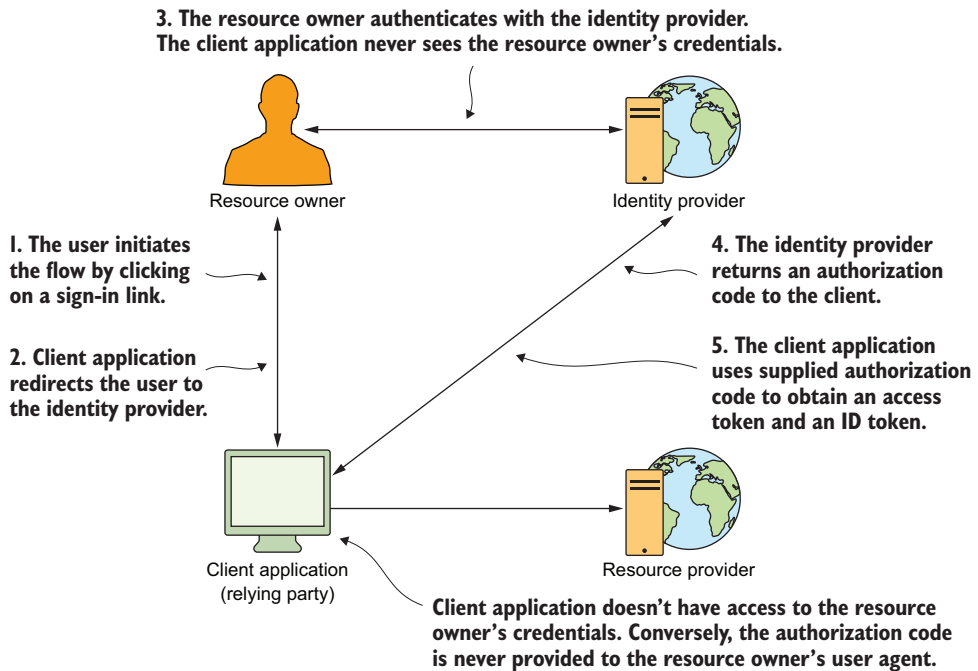 3. The resource owner authenticates with the identity provider.
The client application never sees the resource owner’s credentials.
Resource owner
Identity provider
1. The user initiates
the flow by clicking
on a sign-in link.
4. The identity provider
returns an authorization
code to the client.
2. Client application
redirects the user to
the identity provider.
5. The client application
uses supplied authorization
code to obtain an access
token and an ID token.
Client application
(relying party)
Resource provider
Client application doesn’t have access to the resource
owner’s credentials. Conversely, the authorization code
is never provided to the resource owner’s user agent.